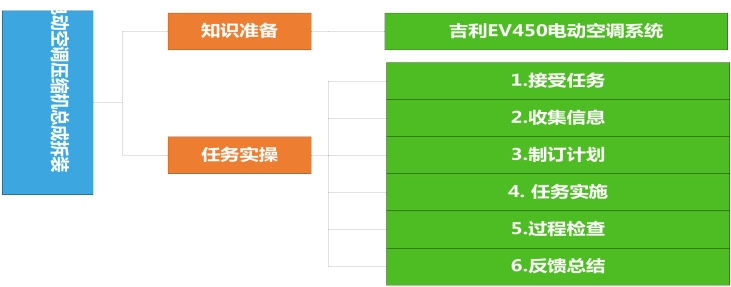 电动空调压缩机总成拆装
知识准备
吉利EV450电动空调系统
任务实操
1.接受任务
2.收集信息
3.制订计划
4. 任务实施
5.过程检查
6.反馈总结